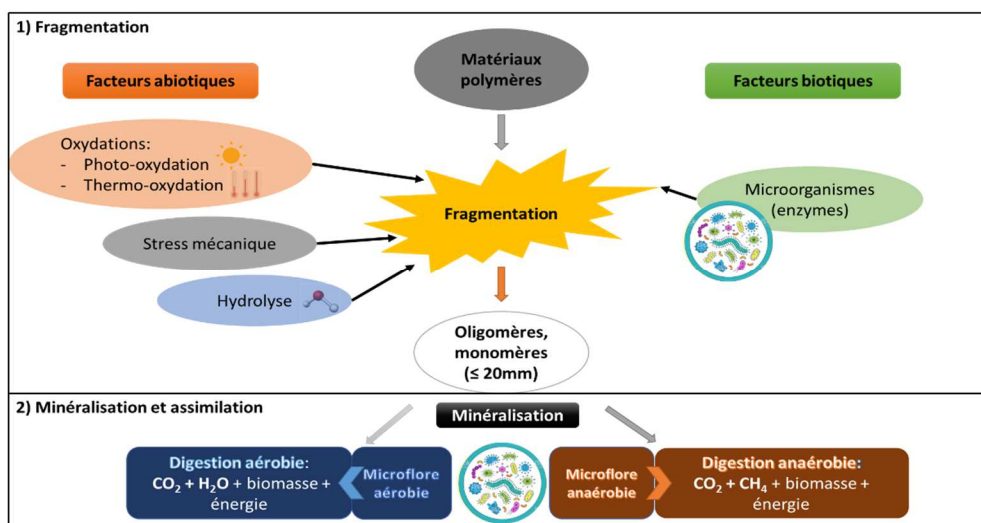 1) Fragmentation
Facteurs abiotiques
Matériaux
polymères
Facteurs biotiques
Oxydations:
- Photo-oxydation
- Thermo-oxydation
Stress mécanique
Hydrolyse
Fragmentation
Microorganismes
(enzymes)
Oligomères,
monomères
(≤ 20mm)
2) Minéralisation et assimilation
Minéralisation
Digestion aérobie:
CO₂ + H₂O + biomasse +
énergie
Microflore
aérobie
Microflore
anaérobie
Digestion anaérobie:
CO₂ + CH₄ + biomasse +
énergie